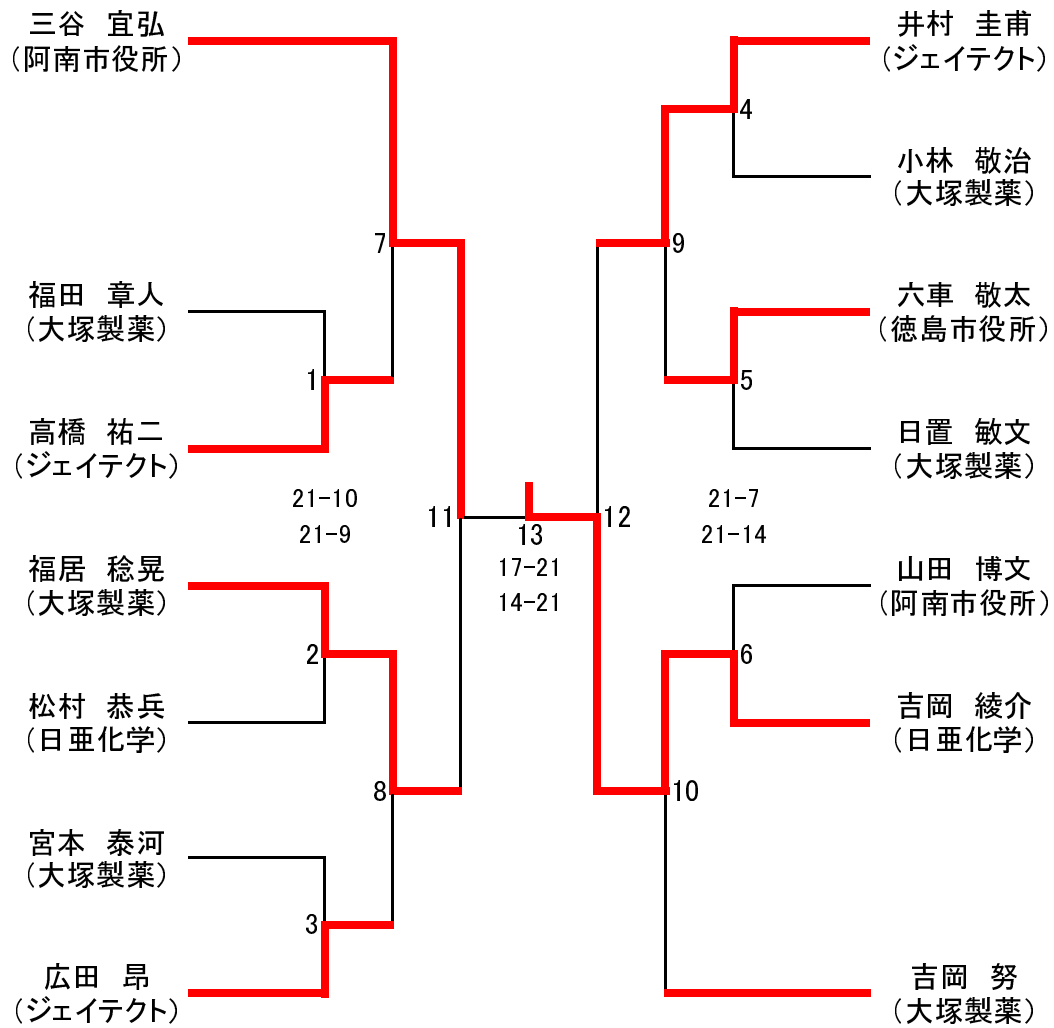 三谷　宜弘
（阿南市役所）
福田　章人
（大塚製薬）
高橋　祐二
（ジェイテクト）
福居　稔晃
（大塚製薬）
松村　恭兵
（日亜化学）
宮本　泰河
（大塚製薬）
広田　昂
（ジェイテクト）
7
1
21-10
21-9
11
2
8
3
13
17-21
14-21
4
9
5
21-7
21-14
12
6
10
井村　圭甫
（ジェイテクト）
小林　敬治
（大塚製薬）
六車　敬太
（徳島市役所）
日置　敏文
（大塚製薬）
山田　博文
（阿南市役所）
吉岡　綾介
（日亜化学）
吉岡　努
（大塚製薬）